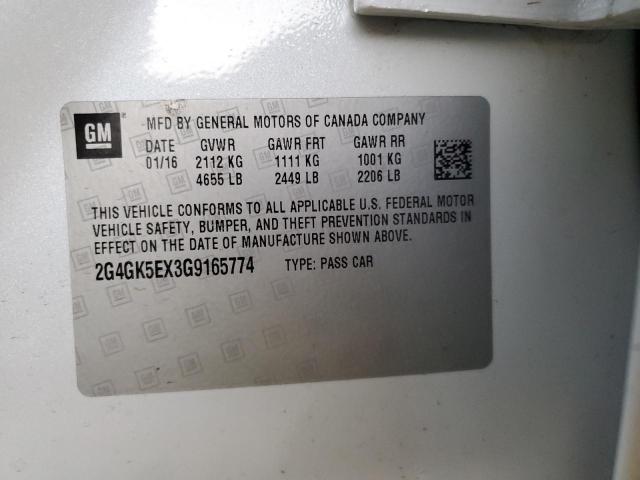 GM
MFD BY GENERAL MOTORS OF CANADA COMPANY
DATE GVWR GAWR FRT GAWR RR
01/16 2112 KG 1111 KG 1001 KG
4655 LB 2449 LB 2206 LB
THIS VEHICLE CONFORMS TO ALL APPLICABLE U.S. FEDERAL MOTOR
VEHICLE SAFETY, BUMPER, AND THEFT PREVENTION STANDARDS IN
EFFECT ON THE DATE OF MANUFACTURE SHOWN ABOVE.
2G4GK5EX3G9165774 TYPE: PASS CAR